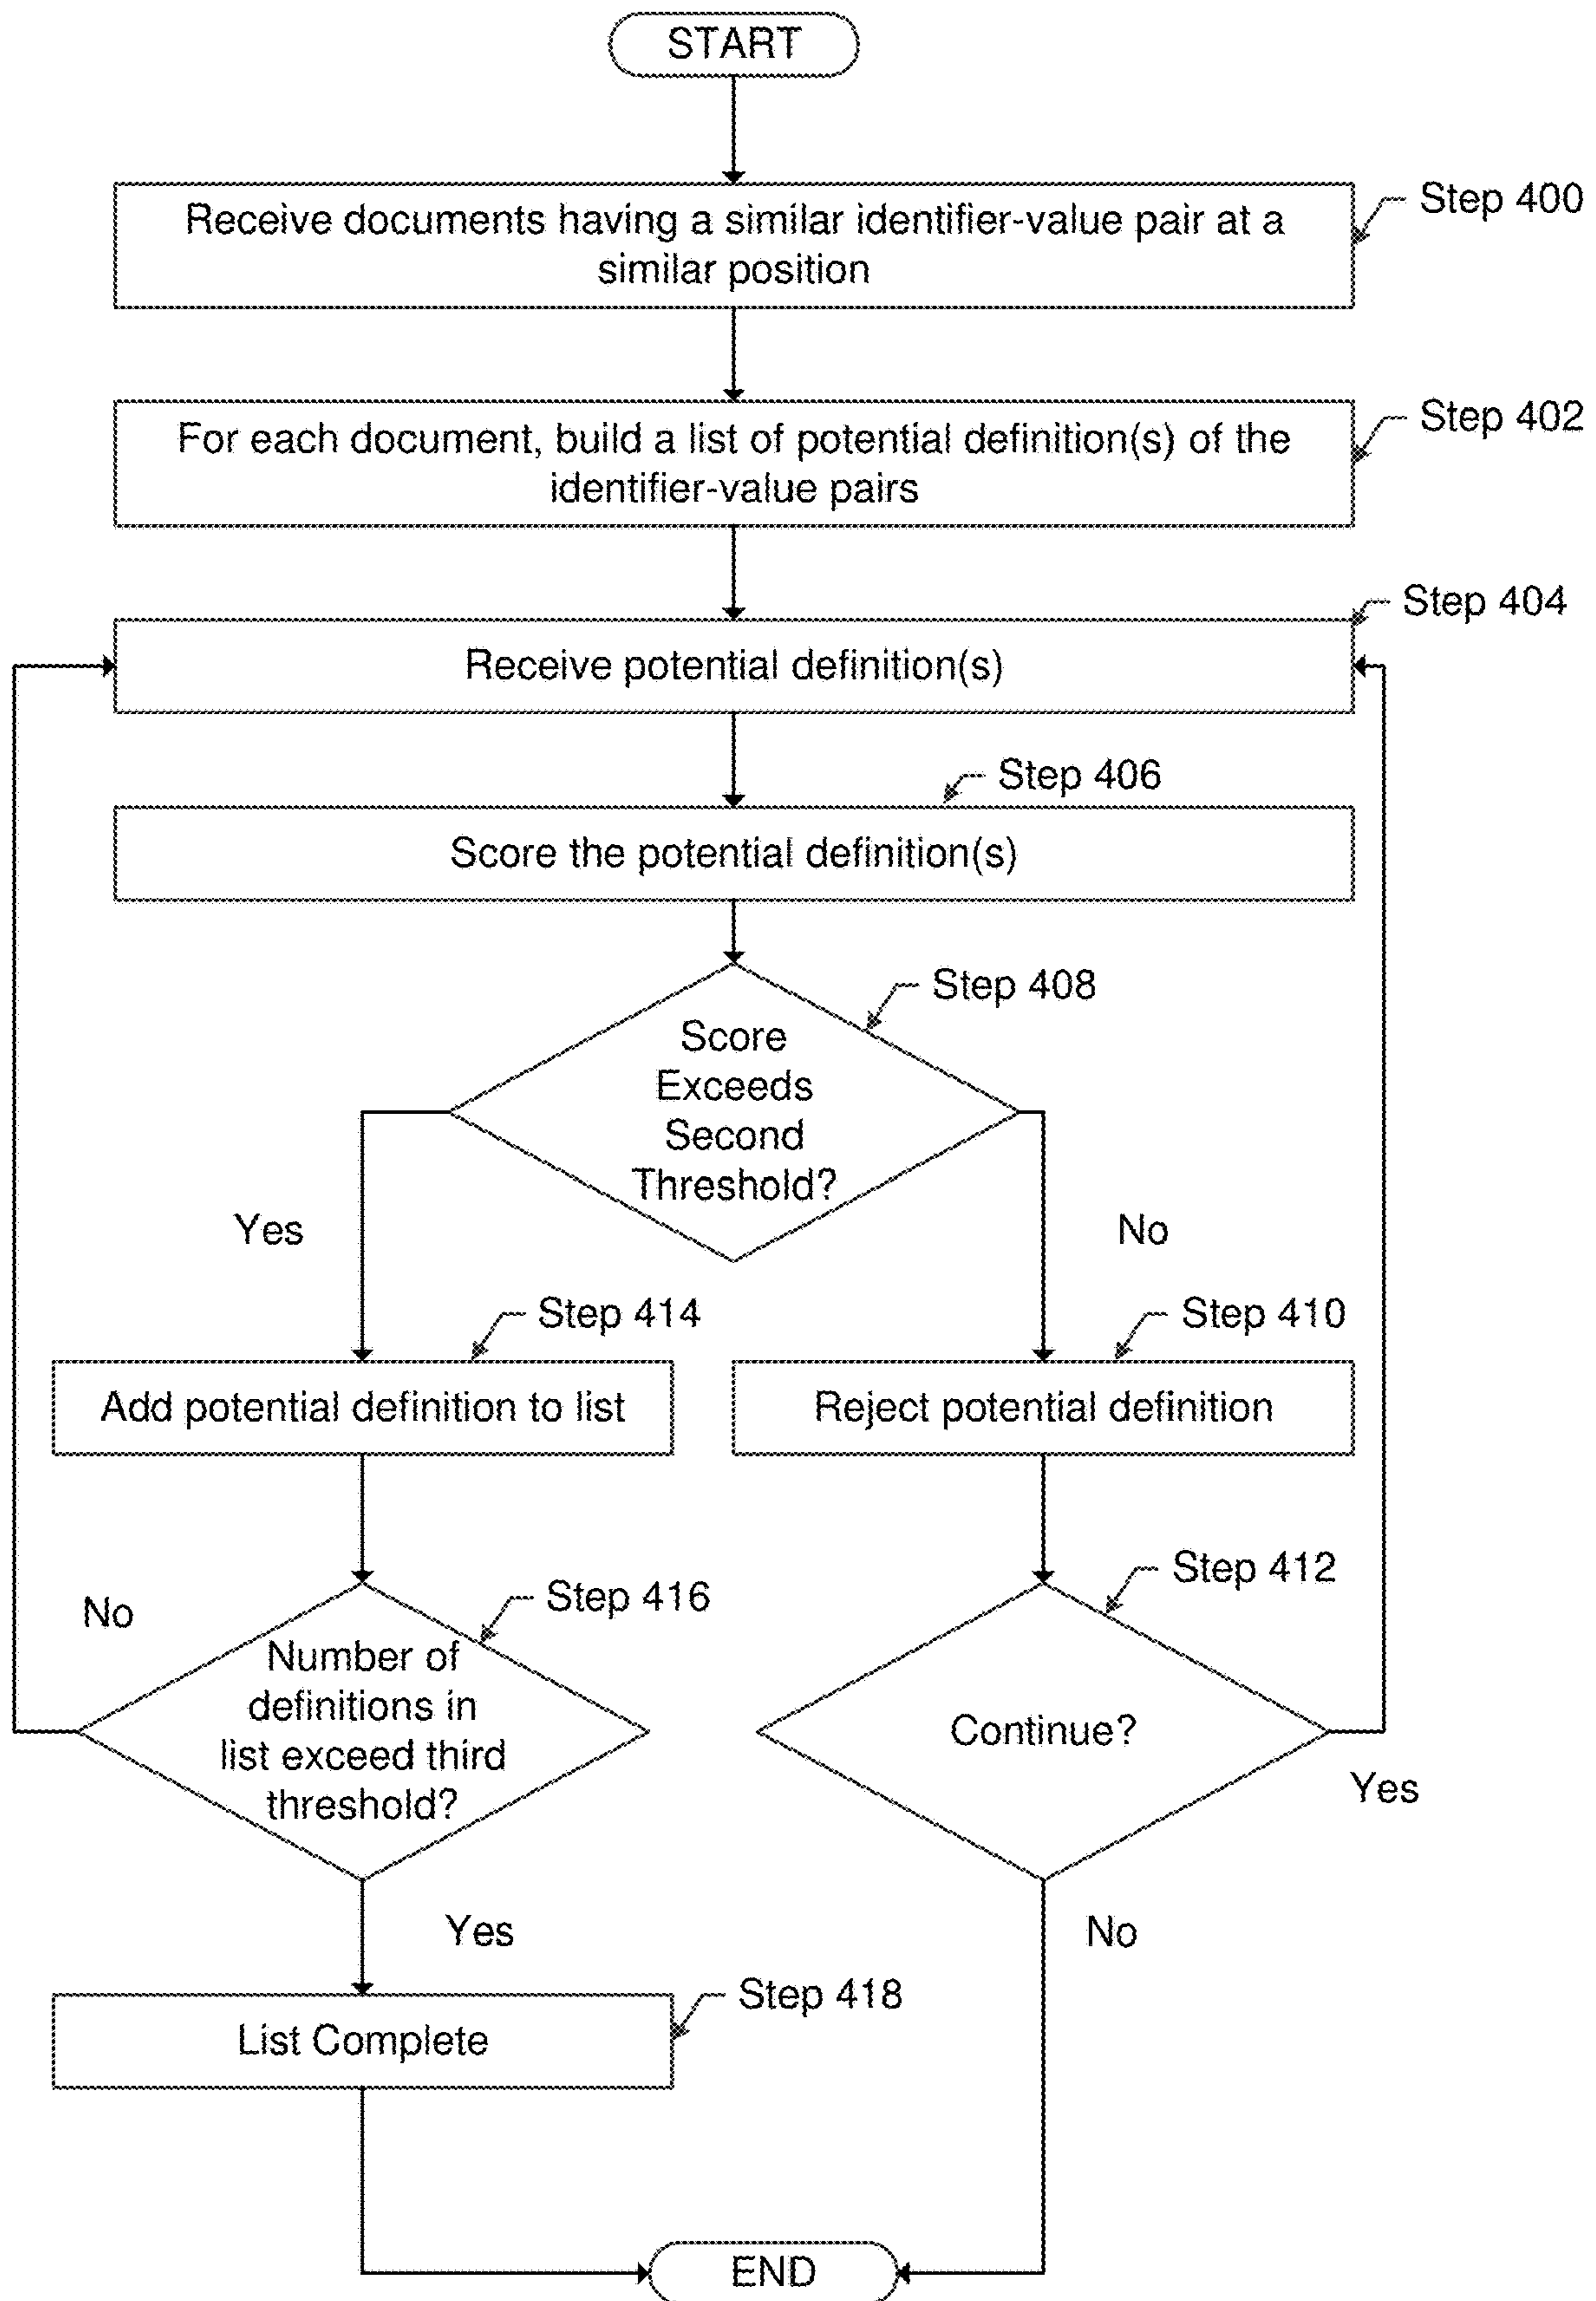 START
Step 400
Receive documents having a similar identifier-value pair at a
similar position
Step 402
For each document, build a list of potential definition(s) of the
identifier-value pairs
Step 404
Receive potential definition(s)
Step 406
Score the potential definition(s)
Step 408
Score
Exceeds
Second
Threshold?
Yes
No
Step 414
Step 410
Add potential definition to list
Reject potential definition
Step 416
Step 412
No
Number of
definitions in
list exceed third
threshold?
Continue?
Yes
Yes
No
Step 418
List Complete
END